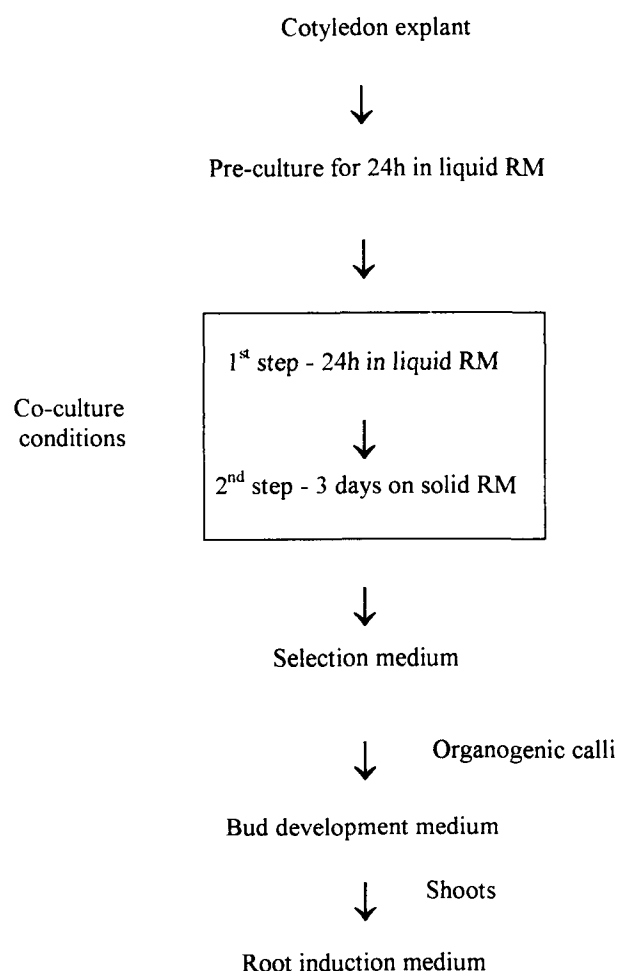 Cotyledon explant
Pre-culture for 24h in liquid RM
1st step - 24h in liquid RM
Co-culture
conditions
2nd step - 3 days on solid RM
Selection medium
Organogenic calli
Bud development medium
Shoots
Root induction medium